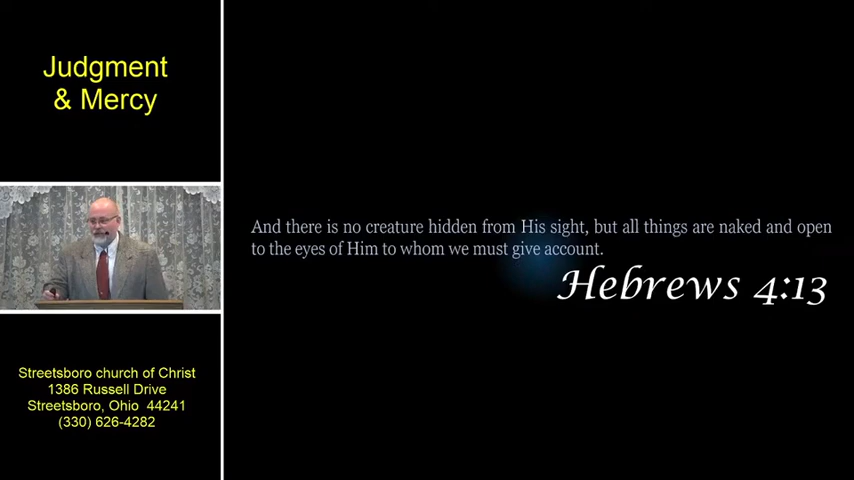 Judgment
& Mercy
And there is no creature hidden from His sight, but all things are naked and open
to the eyes of Him to whom we must give account.
Hebrews 4:13
Streetsboro church of Christ
1386 Russell Drive
Streetsboro, Ohio  44241
(330) 626-4282